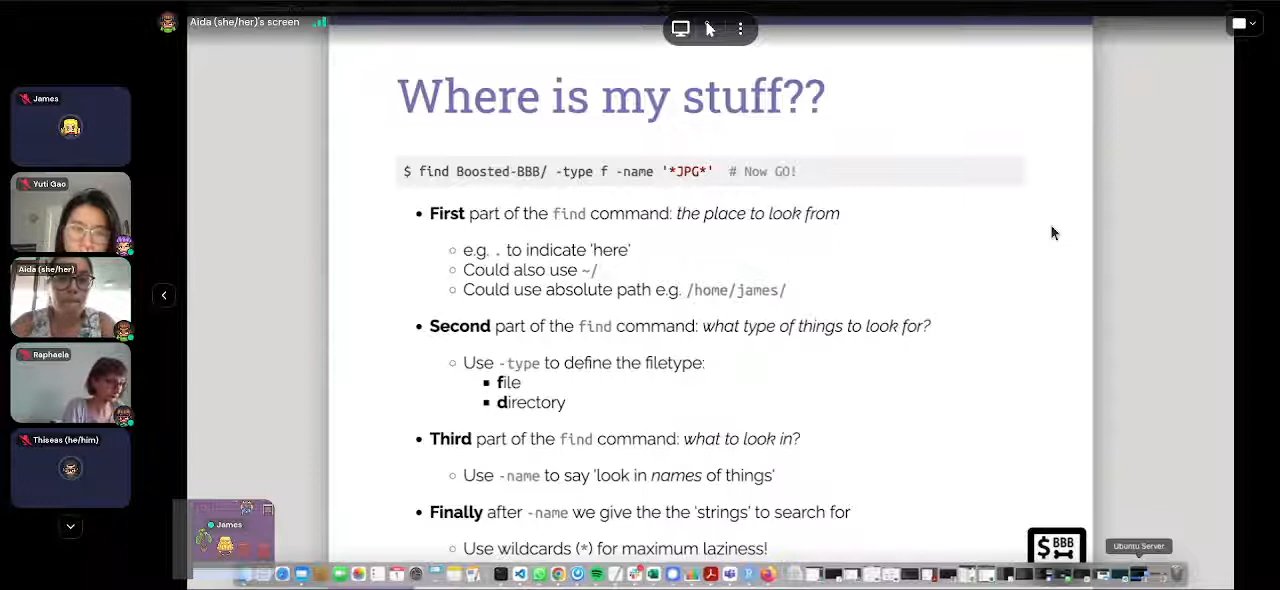 Aida (she/her)'s screen
James
Yuti Gao
Aida (she/her)
Raphaela
Thiseas (he/him)
James
Where is my stuff??
$ find Boosted-BBB/ -type f -name '*JPG*' # Now GO!
• First part of the find command: the place to look from
e.g. . to indicate 'here'
Could also use ~/
Could use absolute path e.g. /home/james/
• Second part of the find command: what type of things to look for?
Use -type to define the filetype:
file
directory
• Third part of the find command: what to look in?
Use -name to say 'look in names of things'
• Finally after -name we give the the 'strings' to search for
Use wildcards (*) for maximum laziness!
$BBB
Ubuntu Server